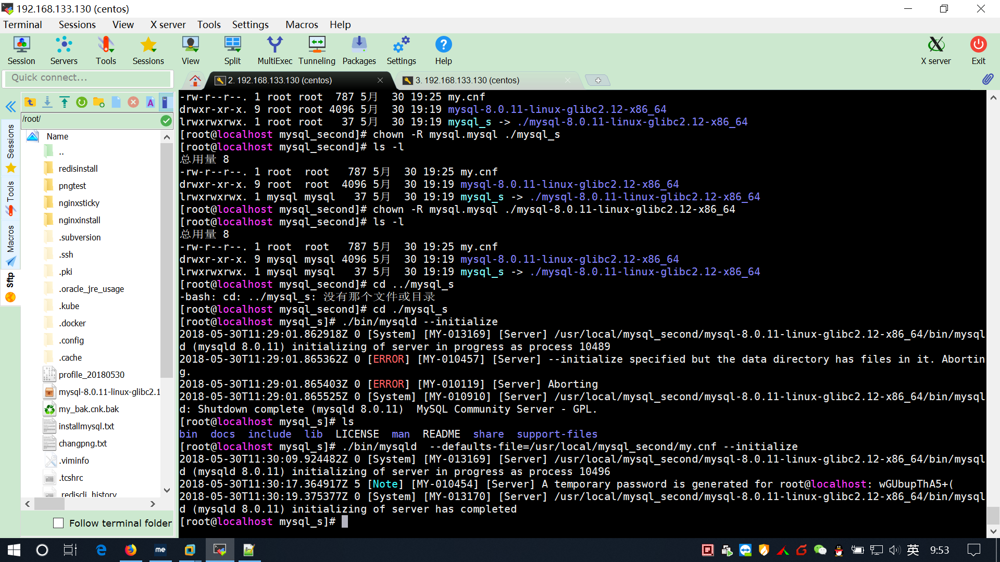 192.168.133.130 (centos)
Terminal Sessions View X server Tools Settings Macros Help
Session Servers Tools Sessions View Split MultiExec Tunneling Packages Settings Help X server Exit
Quick connect...
2. 192.168.133.130 (centos)
3. 192.168.133.130 (centos)
Sessions
Tools
Macros
Sftp
/root/
Name
..
redisinstall
pngtest
nginxsticky
nginxinstall
.subversion
.ssh
.pki
.oracle_jre_usage
.kube
.docker
.config
.cache
profile_20180530
mysql-8.0.11-linux-glibc2.1
my_bak.cnk.bak
installmysql.txt
changpng.txt
.viminfo
.tcshrc
.rediscli_history
Follow terminal folder
-rw-r--r--. 1 root root  787 5月  30 19:25 my.cnf
drwxr-xr-x. 9 root root 4096 5月  30 19:19 mysql-8.0.11-linux-glibc2.12-x86_64
lrwxrwxrwx. 1 root root   37 5月  30 19:19 mysql_s -> ./mysql-8.0.11-linux-glibc2.12-x86_64
[root@localhost mysql_second]# chown -R mysql.mysql ./mysql_s
[root@localhost mysql_second]# ls -l
总用量 8
-rw-r--r--. 1 root  root   787 5月  30 19:25 my.cnf
drwxr-xr-x. 9 root  root  4096 5月  30 19:19 mysql-8.0.11-linux-glibc2.12-x86_64
lrwxrwxrwx. 1 mysql mysql   37 5月  30 19:19 mysql_s -> ./mysql-8.0.11-linux-glibc2.12-x86_64
[root@localhost mysql_second]# chown -R mysql.mysql ./mysql-8.0.11-linux-glibc2.12-x86_64
[root@localhost mysql_second]# ls -l
总用量 8
-rw-r--r--. 1 root  root   787 5月  30 19:25 my.cnf
drwxr-xr-x. 9 mysql mysql 4096 5月  30 19:19 mysql-8.0.11-linux-glibc2.12-x86_64
lrwxrwxrwx. 1 mysql mysql   37 5月  30 19:19 mysql_s -> ./mysql-8.0.11-linux-glibc2.12-x86_64
[root@localhost mysql_second]# cd ../mysql_s
-bash: cd: ../mysql_s: 没有那个文件或目录
[root@localhost mysql_second]# cd ./mysql_s
[root@localhost mysql_s]# ./bin/mysqld --initialize
2018-05-30T11:29:01.862918Z 0 [System] [MY-013169] [Server] /usr/local/mysql_second/mysql-8.0.11-linux-glibc2.12-x86_64/bin/mysql
d (mysqld 8.0.11) initializing of server in progress as process 10489
2018-05-30T11:29:01.865362Z 0 [ERROR] [MY-010457] [Server] --initialize specified but the data directory has files in it. Abortin
g.
2018-05-30T11:29:01.865403Z 0 [ERROR] [MY-010119] [Server] Aborting
2018-05-30T11:29:01.865525Z 0 [System] [MY-010910] [Server] /usr/local/mysql_second/mysql-8.0.11-linux-glibc2.12-x86_64/bin/mysql
d: Shutdown complete (mysqld 8.0.11)  MySQL Community Server - GPL.
[root@localhost mysql_s]# ls
bin  docs  include  lib  LICENSE  man  README  share  support-files
[root@localhost mysql_s]# ./bin/mysqld  --defaults-file=/usr/local/mysql_second/my.cnf --initialize
2018-05-30T11:30:09.924482Z 0 [System] [MY-013169] [Server] /usr/local/mysql_second/mysql-8.0.11-linux-glibc2.12-x86_64/bin/mysql
d (mysqld 8.0.11) initializing of server in progress as process 10496
2018-05-30T11:30:17.364917Z 5 [Note] [MY-010454] [Server] A temporary password is generated for root@localhost: wGUbupThA5+(
2018-05-30T11:30:19.375377Z 0 [System] [MY-013170] [Server] /usr/local/mysql_second/mysql-8.0.11-linux-glibc2.12-x86_64/bin/mysql
d (mysqld 8.0.11) initializing of server has completed
[root@localhost mysql_s]#
me
英
9:53